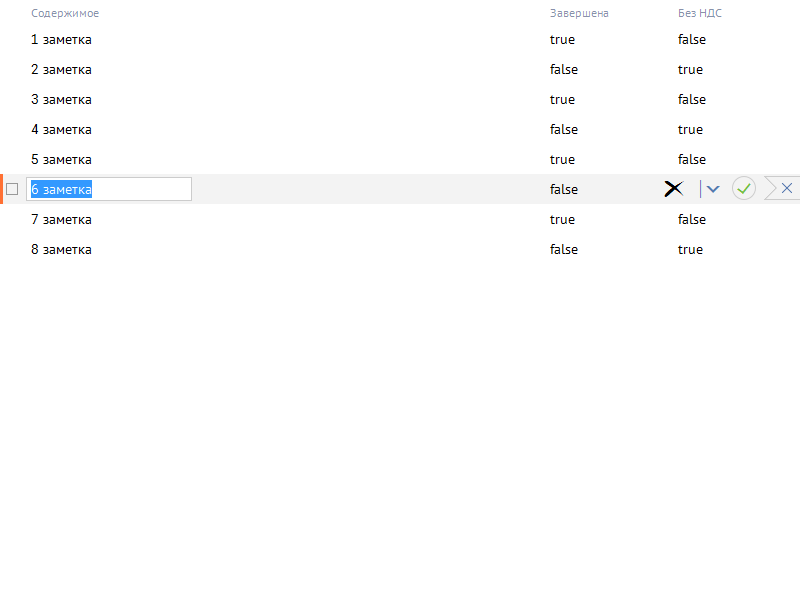 Содержимое Завершена Без НДС
1 заметка true false
2 заметка false true
3 заметка true false
4 заметка false true
5 заметка true false
6 заметка false
7 заметка true false
8 заметка false true